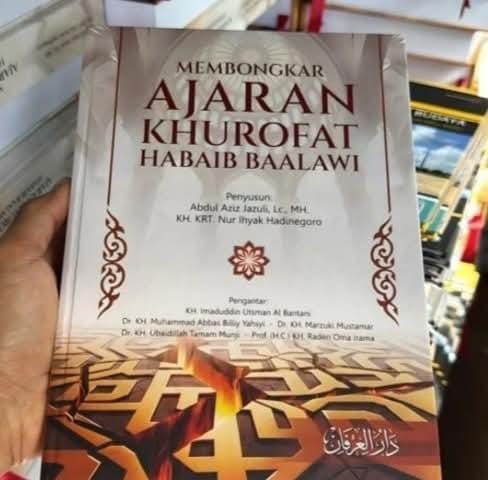 MEMBONGKAR
AJARAN
KHUROFAT
HABAIB BAALAWI
Penyusun:
Abdul Aziz Jazuli, Lc., MH.
KH. KRT. Nur Ihyak Hadinegoro
Pengantar:
KH. Imaduddin Utsman Al Bantani
Dr. KH. Muhammad Abbas Billiy Yahsyi - Dr. KH. Marzuki Mustamar
Dr. KH. Ubaidillah Tamam Munji - Prof. (H.C.) KH. Raden Oma Irama
دار العرفان
BUDAYA